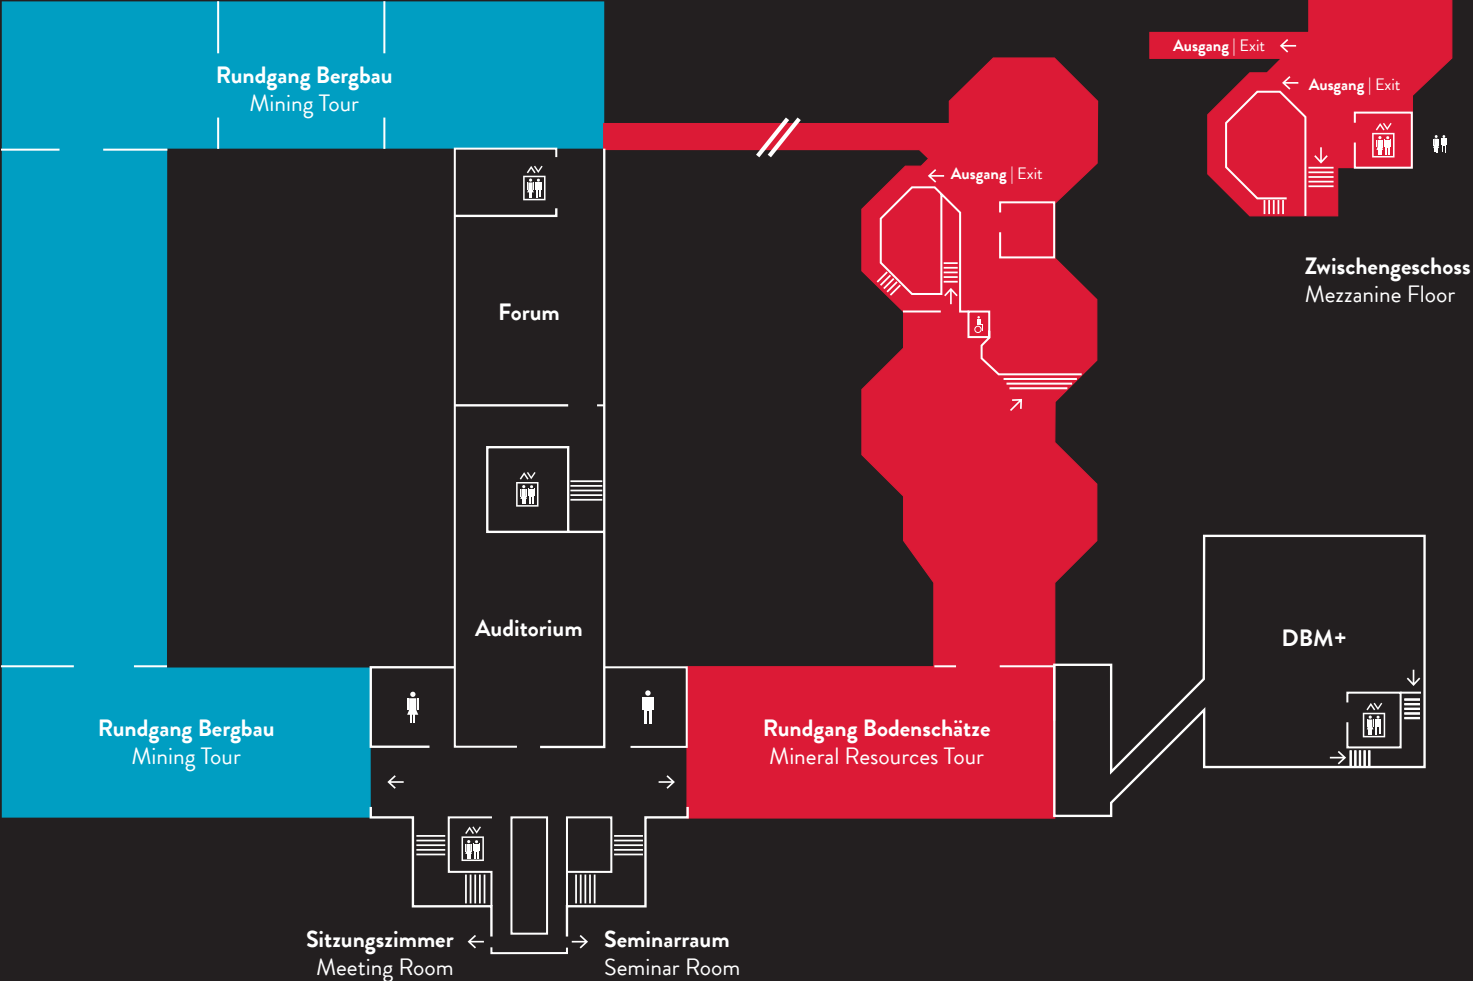 Ausgang | Exit
Ausgang | Exit
Rundgang Bergbau
Mining Tour
Ausgang | Exit
Zwischengeschoss
Mezzanine Floor
Forum
Auditorium
DBM+
Rundgang Bergbau
Mining Tour
Rundgang Bodenschätze
Mineral Resources Tour
Sitzungszimmer
Meeting Room
Seminarraum
Seminar Room